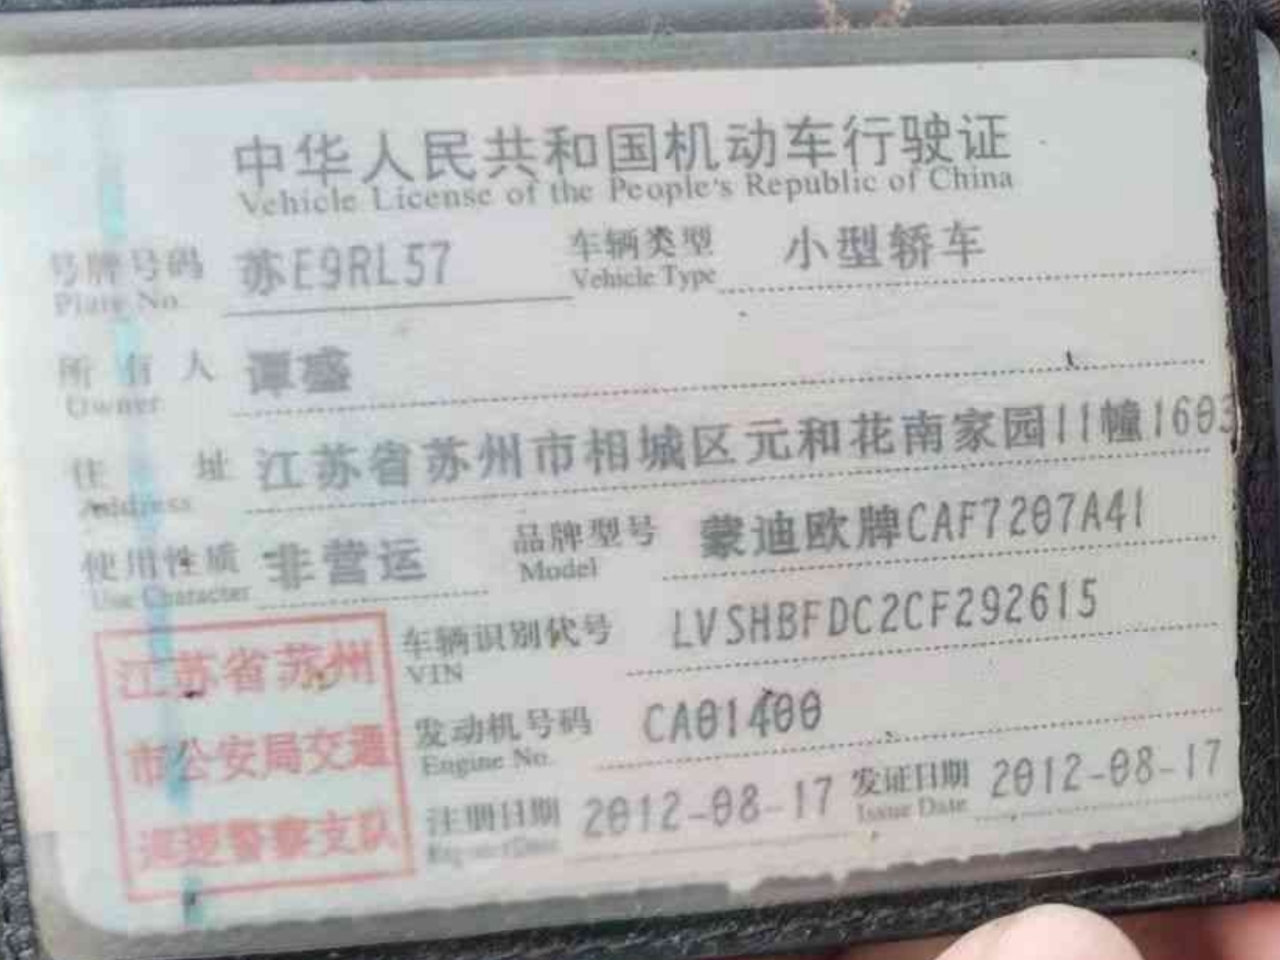 中华人民共和国机动车行驶证
Vehicle License of the People's Republic of China
号牌号码 苏E9RL57 车辆类型 小型轿车
Plate No. Vehicle Type
所有人 谭盛
Owner
住址 江苏省苏州市相城区元和花南家园11幢1603
Address
使用性质 非营运 品牌型号 蒙迪欧牌CAF7207A41
Use Character Model
车辆识别代号 LVSHBFDC2CF292615
VIN
发动机号码 CA01400
Engine No.
注册日期 2012-08-17 发证日期 2012-08-17
Register Date Issue Date
江苏省苏州
市公安局交通
巡逻警察支队